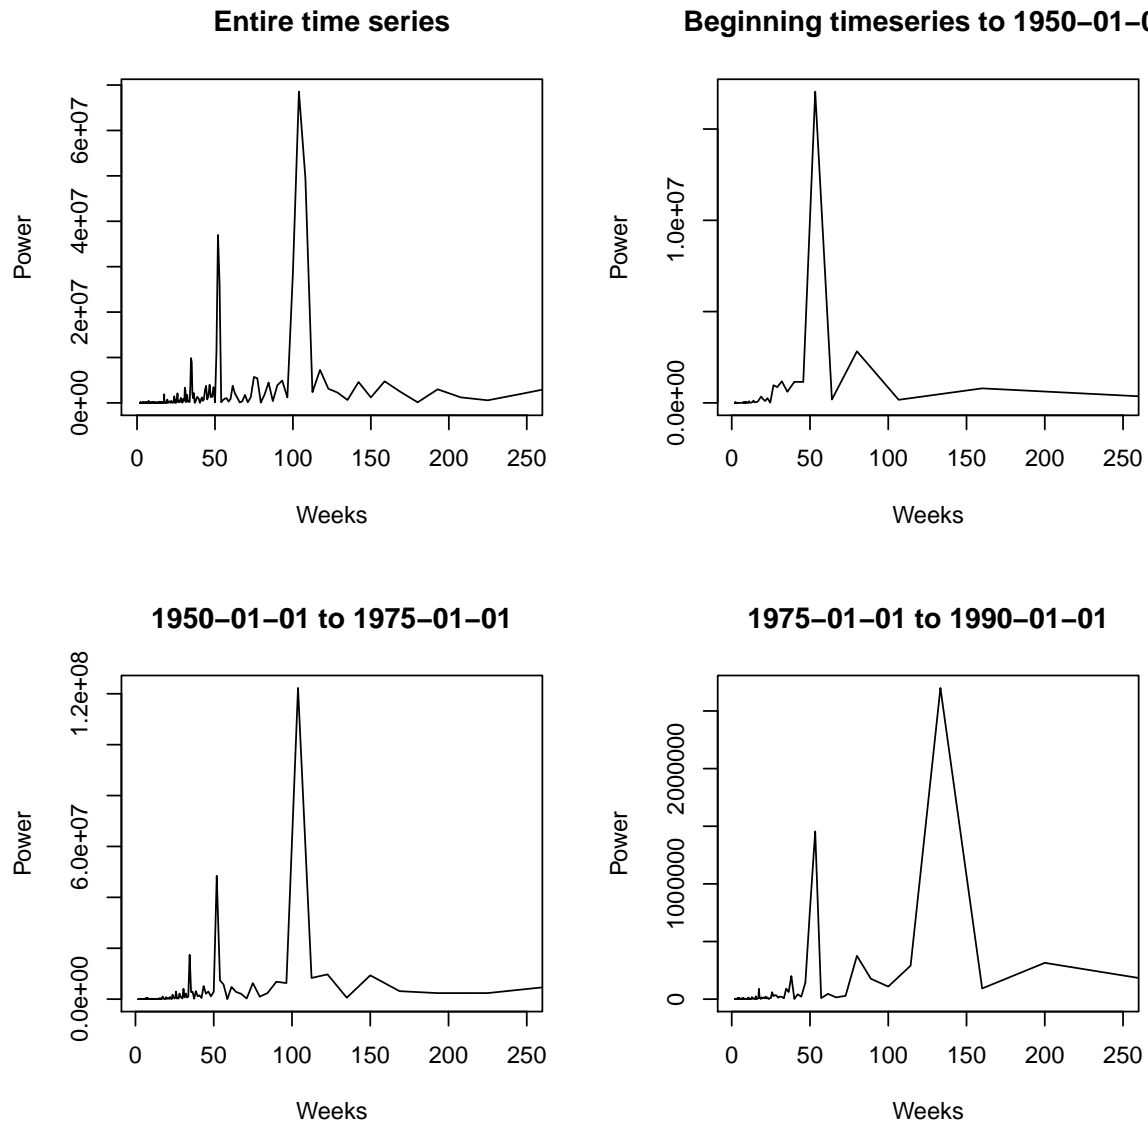 Entire time series
Power
0e+00 2e+07 4e+07 6e+07
0 50 100 150 200 250
Weeks
Beginning timeseries to 1950−01−0
Power
0.0e+00 1.0e+07
0 50 100 150 200 250
Weeks
1950−01−01 to 1975−01−01
Power
0.0e+00 6.0e+07 1.2e+08
0 50 100 150 200 250
Weeks
1975−01−01 to 1990−01−01
Power
0 1000000 2000000
0 50 100 150 200 250
Weeks